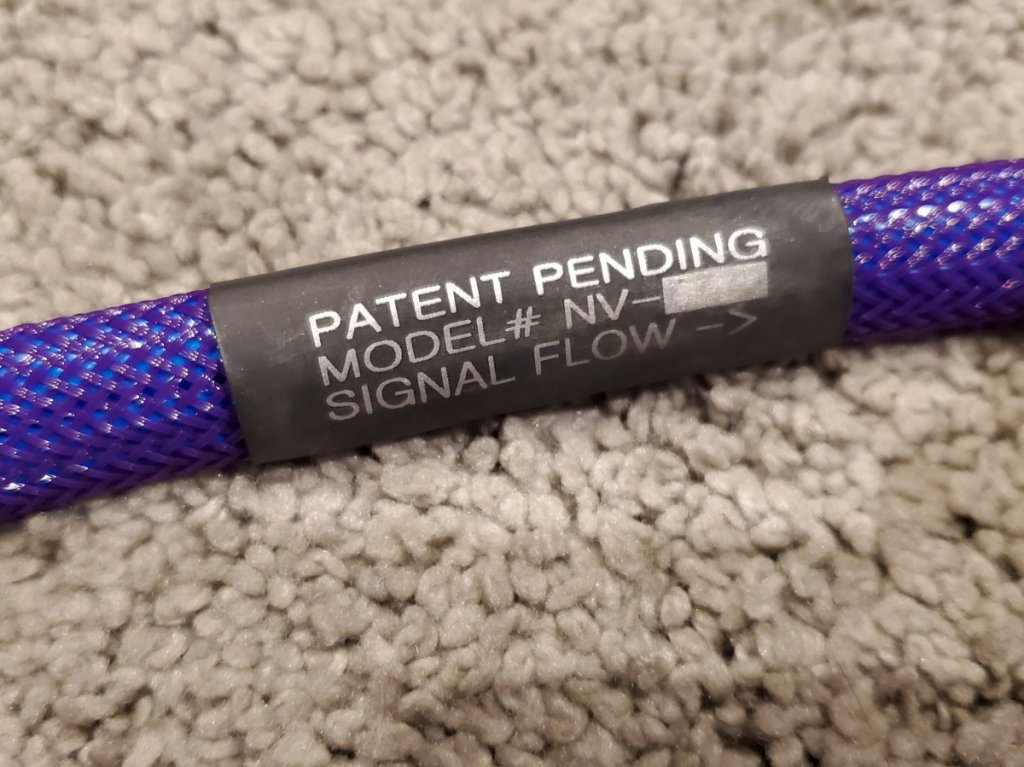 PATENT PENDING
MODEL# NV-
SIGNAL FLOW ->